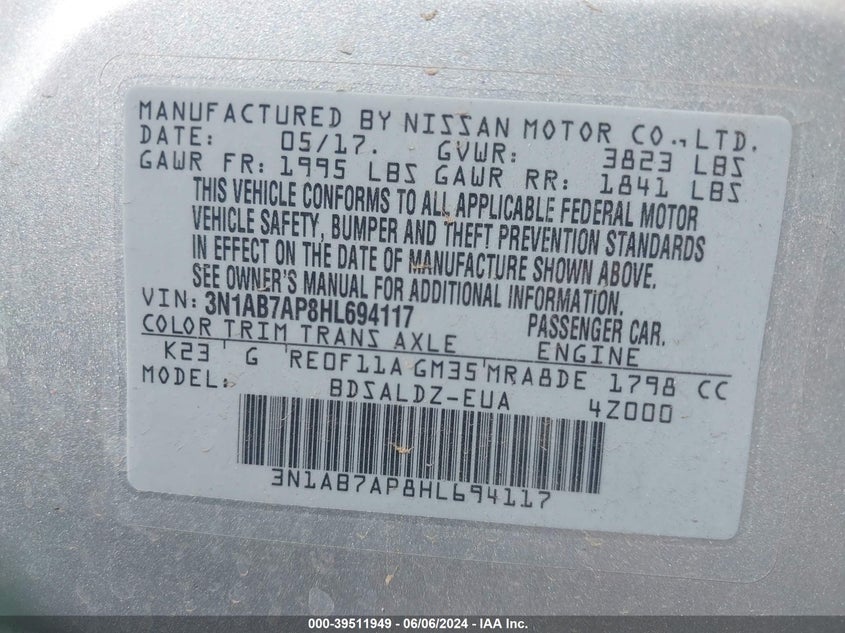 MANUFACTURED BY NISSAN MOTOR CO., LTD.
DATE: 05/17. GVWR: 3823 LBS
GAWR FR: 1995 LBS GAWR RR: 1841 LBS
THIS VEHICLE CONFORMS TO ALL APPLICABLE FEDERAL MOTOR
VEHICLE SAFETY, BUMPER AND THEFT PREVENTION STANDARDS
IN EFFECT ON THE DATE OF MANUFACTURE SHOWN ABOVE.
SEE OWNER'S MANUAL FOR ADDITIONAL INFORMATION.
VIN: 3N1AB7AP8HL694117 PASSENGER CAR.
COLOR TRIM TRANS AXLE ENGINE
K23 G RE0F11A GM35 MRA8DE 1798 CC
MODEL: BDSALDZ-EUA 4Z000
3N1AB7AP8HL694117
000-39511949 - 06/06/2024 - IAA Inc.